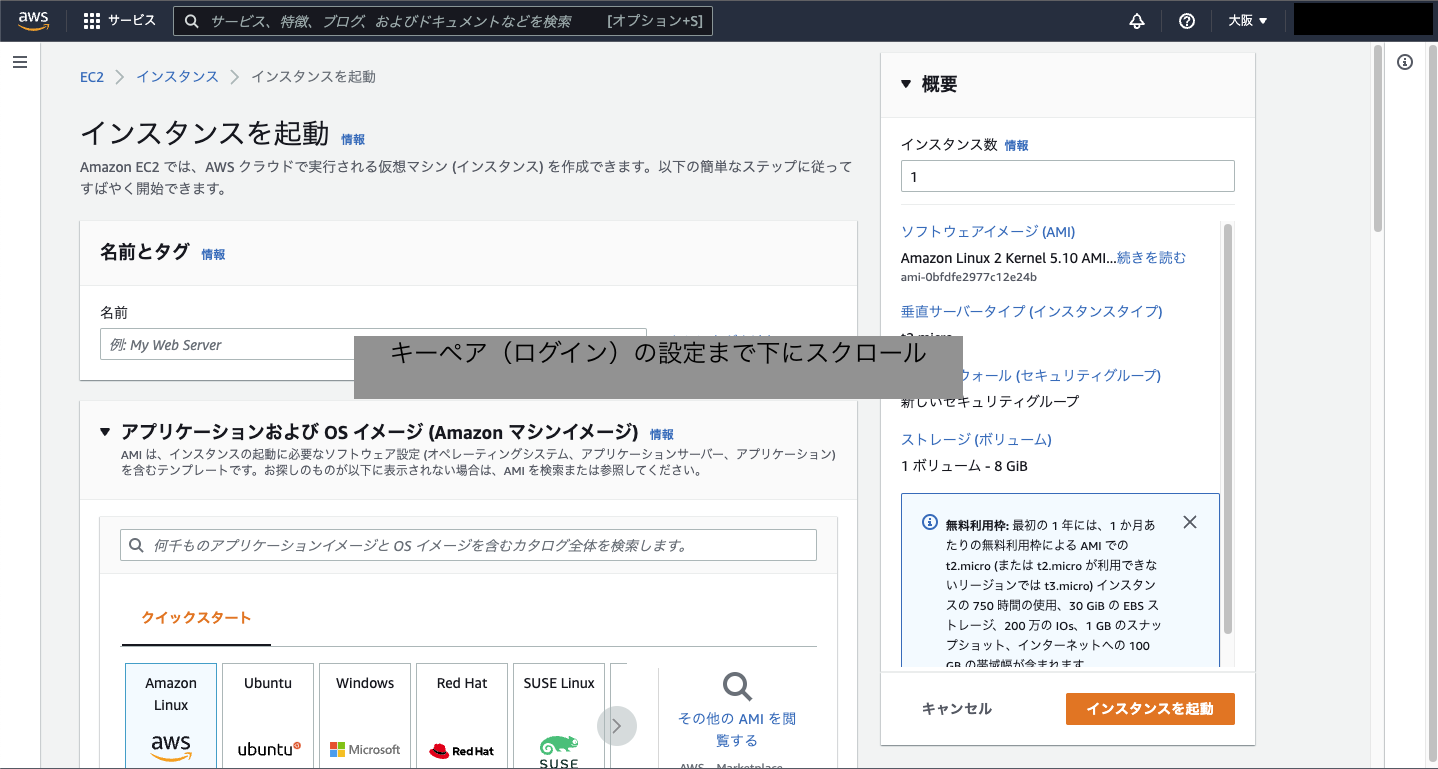 aws
サービス
サービス、特徴、ブログ、およびドキュメントなどを検索
[オプション+S]
大阪
EC2
インスタンス
インスタンスを起動
インスタンスを起動 情報
Amazon EC2 では、AWS クラウドで実行される仮想マシン (インスタンス) を作成できます。以下の簡単なステップに従って
すばやく開始できます。
名前とタグ 情報
名前
例: My Web Server
キーペア（ログイン）の設定まで下にスクロール
アプリケーションおよび OS イメージ (Amazon マシンイメージ) 情報
AMI は、インスタンスの起動に必要なソフトウェア設定 (オペレーティングシステム、アプリケーションサーバー、アプリケーション)
を含むテンプレートです。お探しのものが以下に表示されない場合は、AMI を検索または参照してください。
何千ものアプリケーションイメージと OS イメージを含むカタログ全体を検索します。
クイックスタート
Amazon
Linux
aws
Ubuntu
ubuntu
Windows
Microsoft
Red Hat
Red Hat
SUSE Linux
SUSE
その他の AMI を閲
覧する
AWS Marketplace
概要
インスタンス数 情報
1
ソフトウェアイメージ (AMI)
Amazon Linux 2 Kernel 5.10 AMI...続きを読む
ami-0bfdfe2977c12e24b
垂直サーバータイプ (インスタンスタイプ)
ウォール (セキュリティグループ)
新しいセキュリティグループ
ストレージ (ボリューム)
1 ボリューム - 8 GiB
無料利用枠: 最初の 1 年には、1 か月あ
たりの無料利用枠による AMI での
t2.micro (または t2.micro が利用できな
いリージョンでは t3.micro) インスタン
スの 750 時間の使用、30 GiB の EBS ス
トレージ、200 万の IOs、1 GB のスナッ
プショット、インターネットへの 100
GB の帯域幅が含まれます
キャンセル
インスタンスを起動